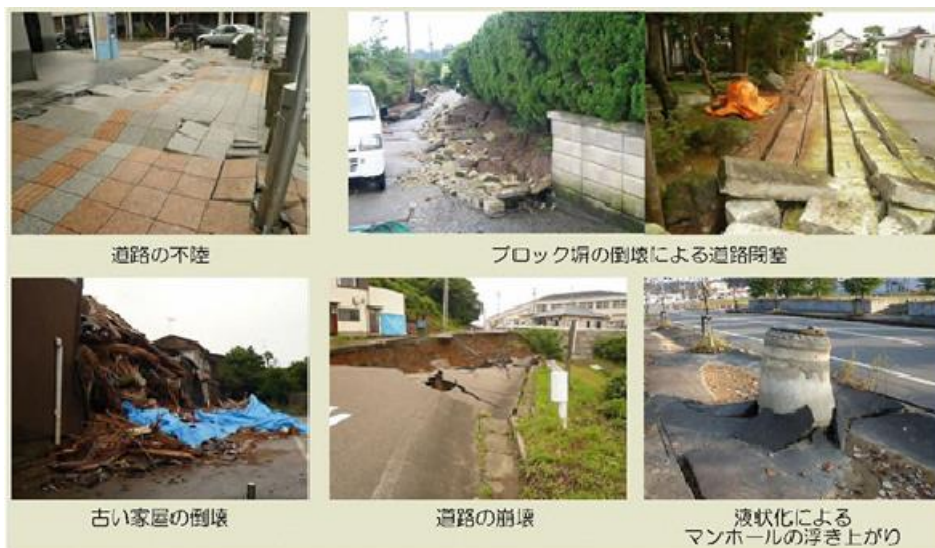 道路の不陸
ブロック塀の倒壊による道路閉塞
古い家屋の倒壊
道路の崩壊
液状化による
マンホールの浮き上がり